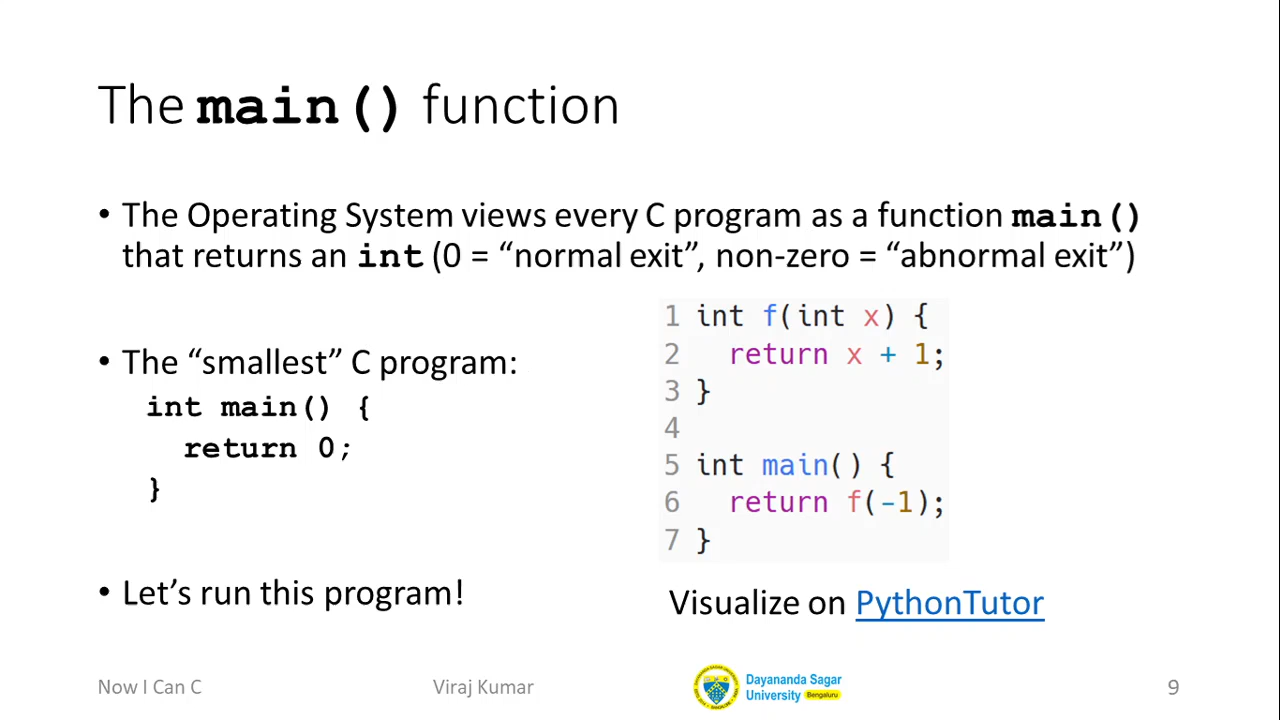 The main() function
• The Operating System views every C program as a function main()
that returns an int (0 = “normal exit”, non-zero = “abnormal exit”)
• The “smallest” C program:
int main() {
return 0;
}
• Let’s run this program!
1 int f(int x) {
2 return x + 1;
3 }
4
5 int main() {
6 return f(-1);
7 }
Visualize on PythonTutor
Now I Can C
Viraj Kumar
Dayananda Sagar
University Bengaluru
9